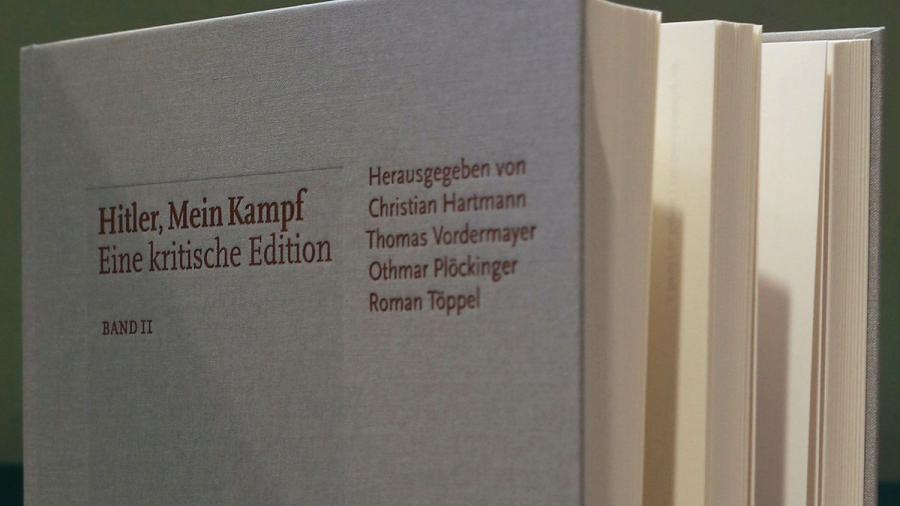 Hitler, Mein Kampf
Eine kritische Edition
BAND II
Herausgegeben von
Christian Hartmann
Thomas Vordermayer
Othmar Plöckinger
Roman Töppel